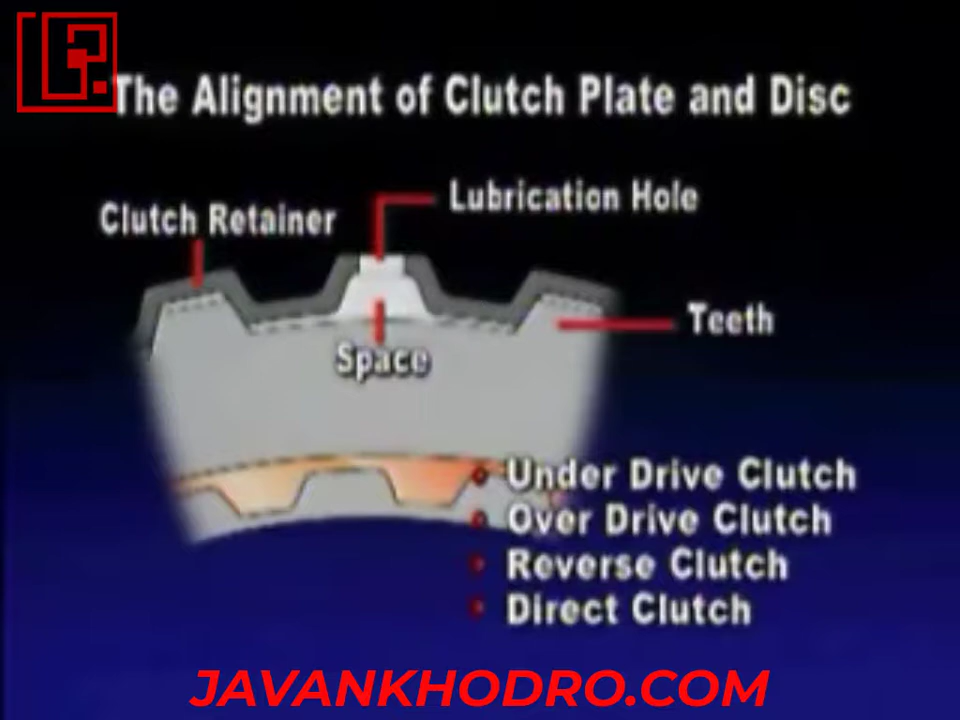 The Alignment of Clutch Plate and Disc
Lubrication Hole
Clutch Retainer
Teeth
Space
Under Drive Clutch
Over Drive Clutch
Reverse Clutch
Direct Clutch
JAVANKHODRO.COM